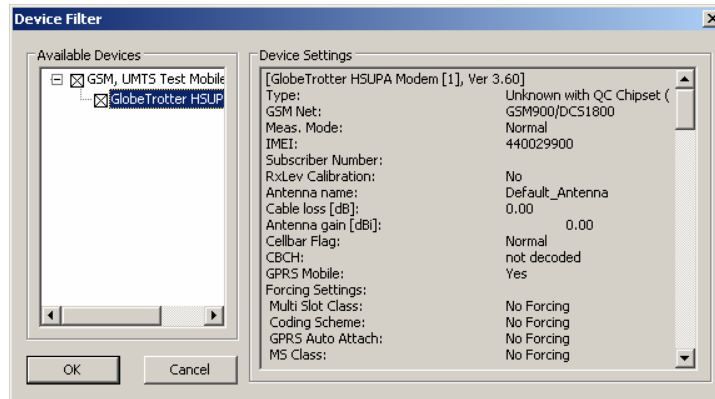 Device Filter
Available Devices
GSM, UMTS Test Mobile
GlobeTrotter HSUP
OK
Cancel
Device Settings
[GlobeTrotter HSUPA Modem [1], Ver 3.60]
Type: Unknown with QC Chipset (
GSM Net: GSM900/DCS1800
Meas. Mode: Normal
IMEI: 440029900
Subscriber Number:
RxLev Calibration: No
Antenna name: Default_Antenna
Cable loss [dB]: 0.00
Antenna gain [dBi]: 0.00
Cellbar Flag: Normal
CBCH: not decoded
GPRS Mobile: Yes
Forcing Settings:
Multi Slot Class: No Forcing
Coding Scheme: No Forcing
GPRS Auto Attach: No Forcing
MS Class: No Forcing